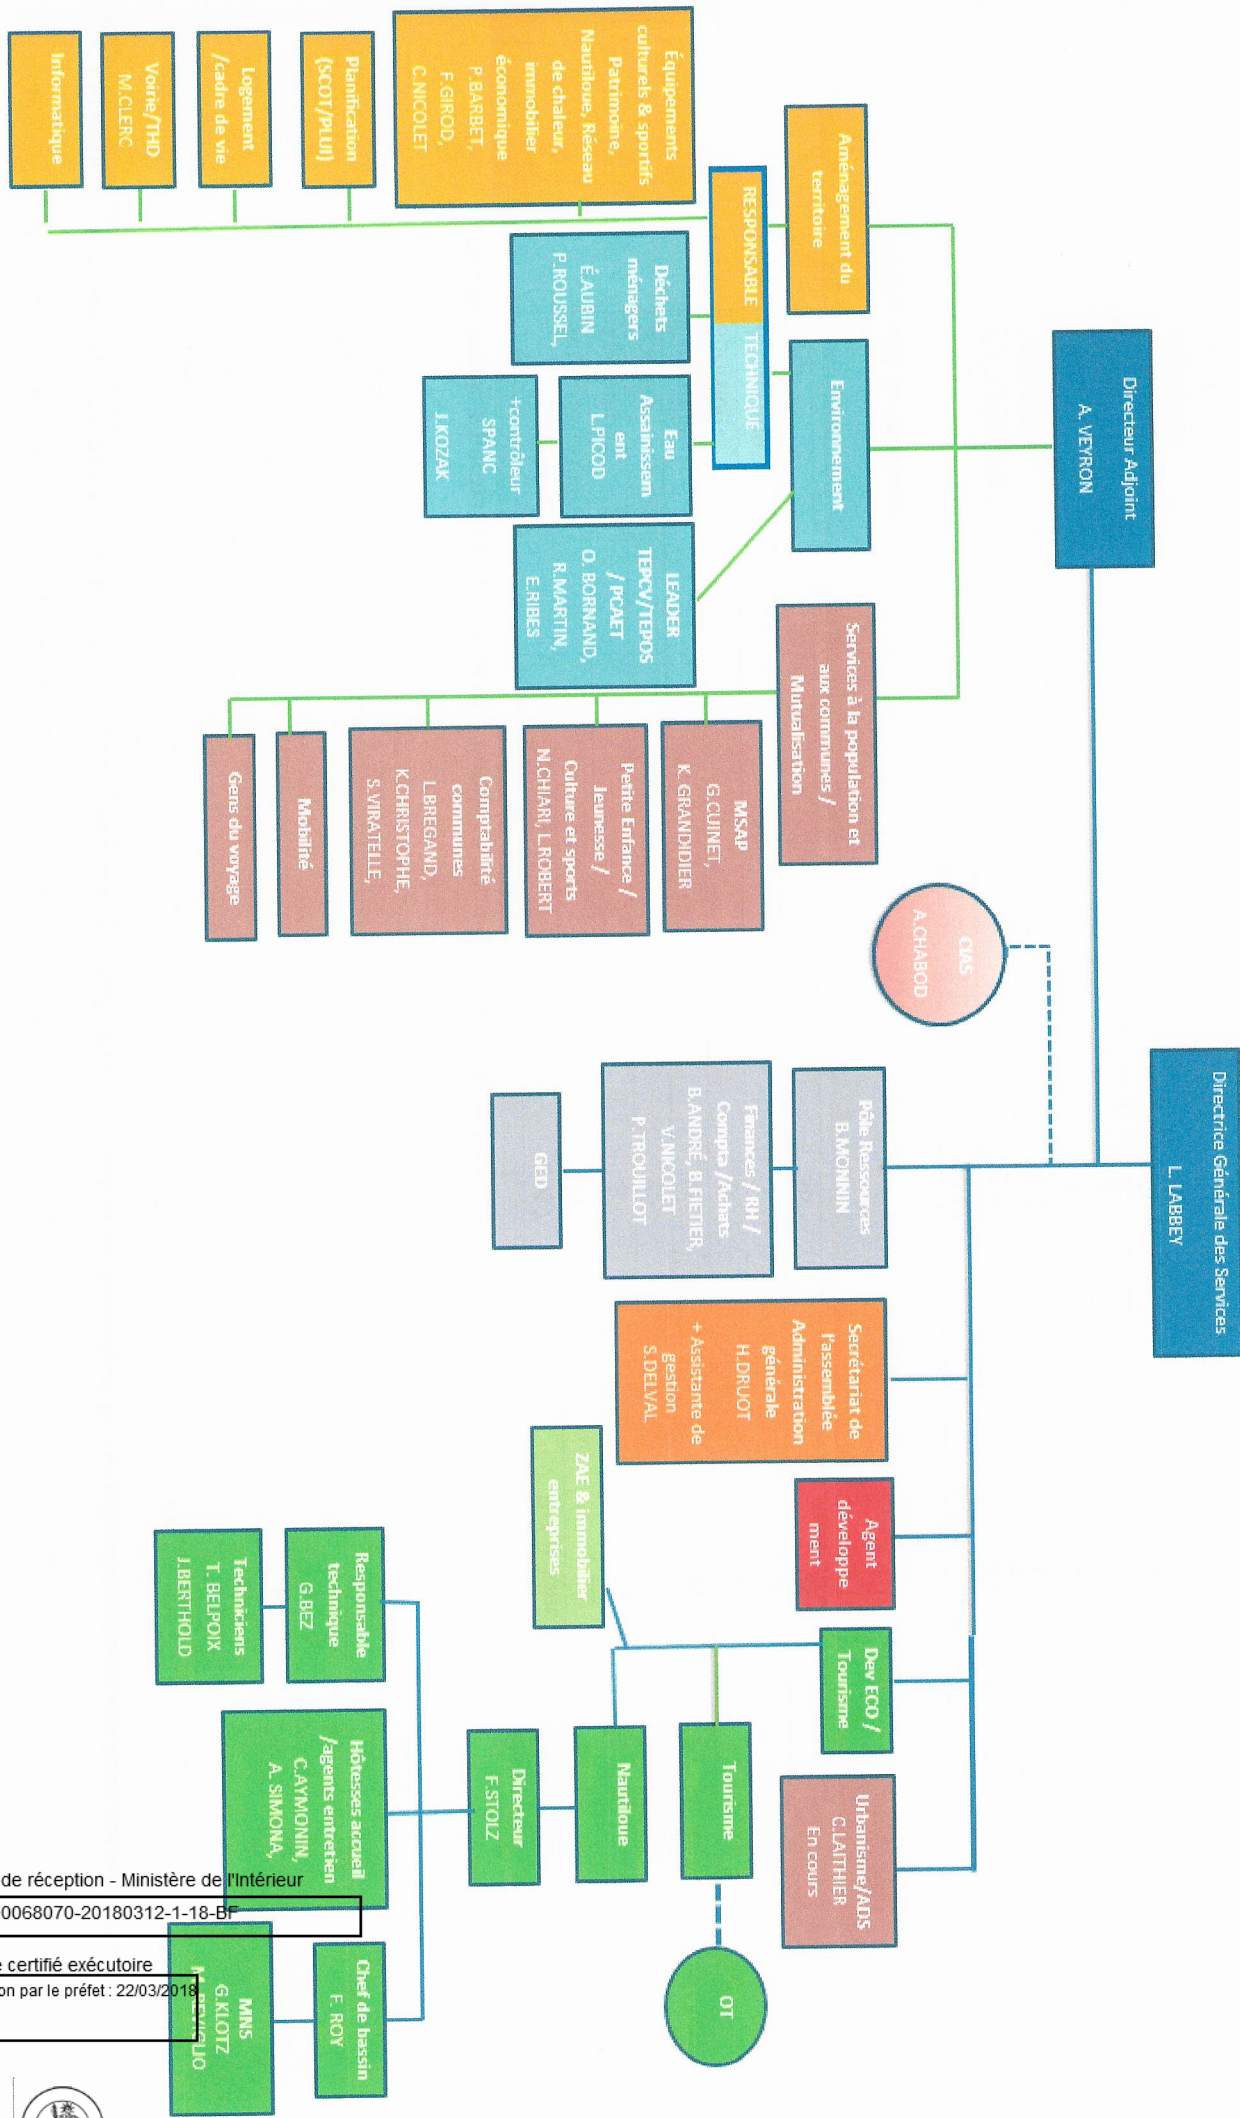 Directrice Générale des Services
L. LABBEY
Directeur Adjoint
A. VEYRON
CIAS
A.CHABOD
Aménagement du
territoire
Environnement
Services à la population et
aux communes /
Mutualisation
RESPONSABLE TECHNIQUE
Équipements
culturels & sportifs
Patrimoine,
Nautiloue, Réseau
de chaleur,
immobilier
économique
P.BARBET,
F.GIROD,
C.NICOLET
Planification
(SCOT/PLUI)
Logement
/cadre de vie
Voirie/THD
M.CLERC
Informatique
Déchets
ménagers
É.AUBIN
P.ROUSSEL,
Eau
Assainissem
ent
L.PICOD
+contrôleur
SPANC
J.KOZAK
LEADER
TEPCV/TEPOS
/ PCAET
O. BORNAND,
R.MARTIN,
E.RIBES
MSAP
G.CUINET,
K. GRANDIDIER
Petite Enfance /
Jeunesse /
Culture et sports
N.CHIARI, L.ROBERT
Comptabilité
communes
L.BREGAND,
K.CHRISTOPHE,
S.VIRATELLE,
Mobilité
Gens du voyage
Pôle Ressources
B.MONNIN
Finances / RH /
Compta /Achats
B.ANDRÉ, B.FIETIER,
V.NICOLET
P.TROUILLOT
GED
Secrétariat de
l'assemblée
Administration
générale
H.DRUOT
+ Assistante de
gestion
S.DELVAL
Agent
développe
ment
Dev ECO /
Tourisme
Urbanisme/ADS
C.LAITHIER
En cours
ZAE & immobilier
entreprises
Tourisme
OT
Nautiloue
Directeur
F.STOLZ
Responsable
technique
G.BEZ
Techniciens
T. BELPOIX
J.BERTHOLD
Hôtesses accueil
/agents entretien
C.AYMONIN,
A. SIMONA,
Chef de bassin
F. ROY
MNS
G.KLOTZ
de réception - Ministère de l'Intérieur
0068070-20180312-1-18-BF
certifié exécutoire
on par le préfet : 22/03/2018